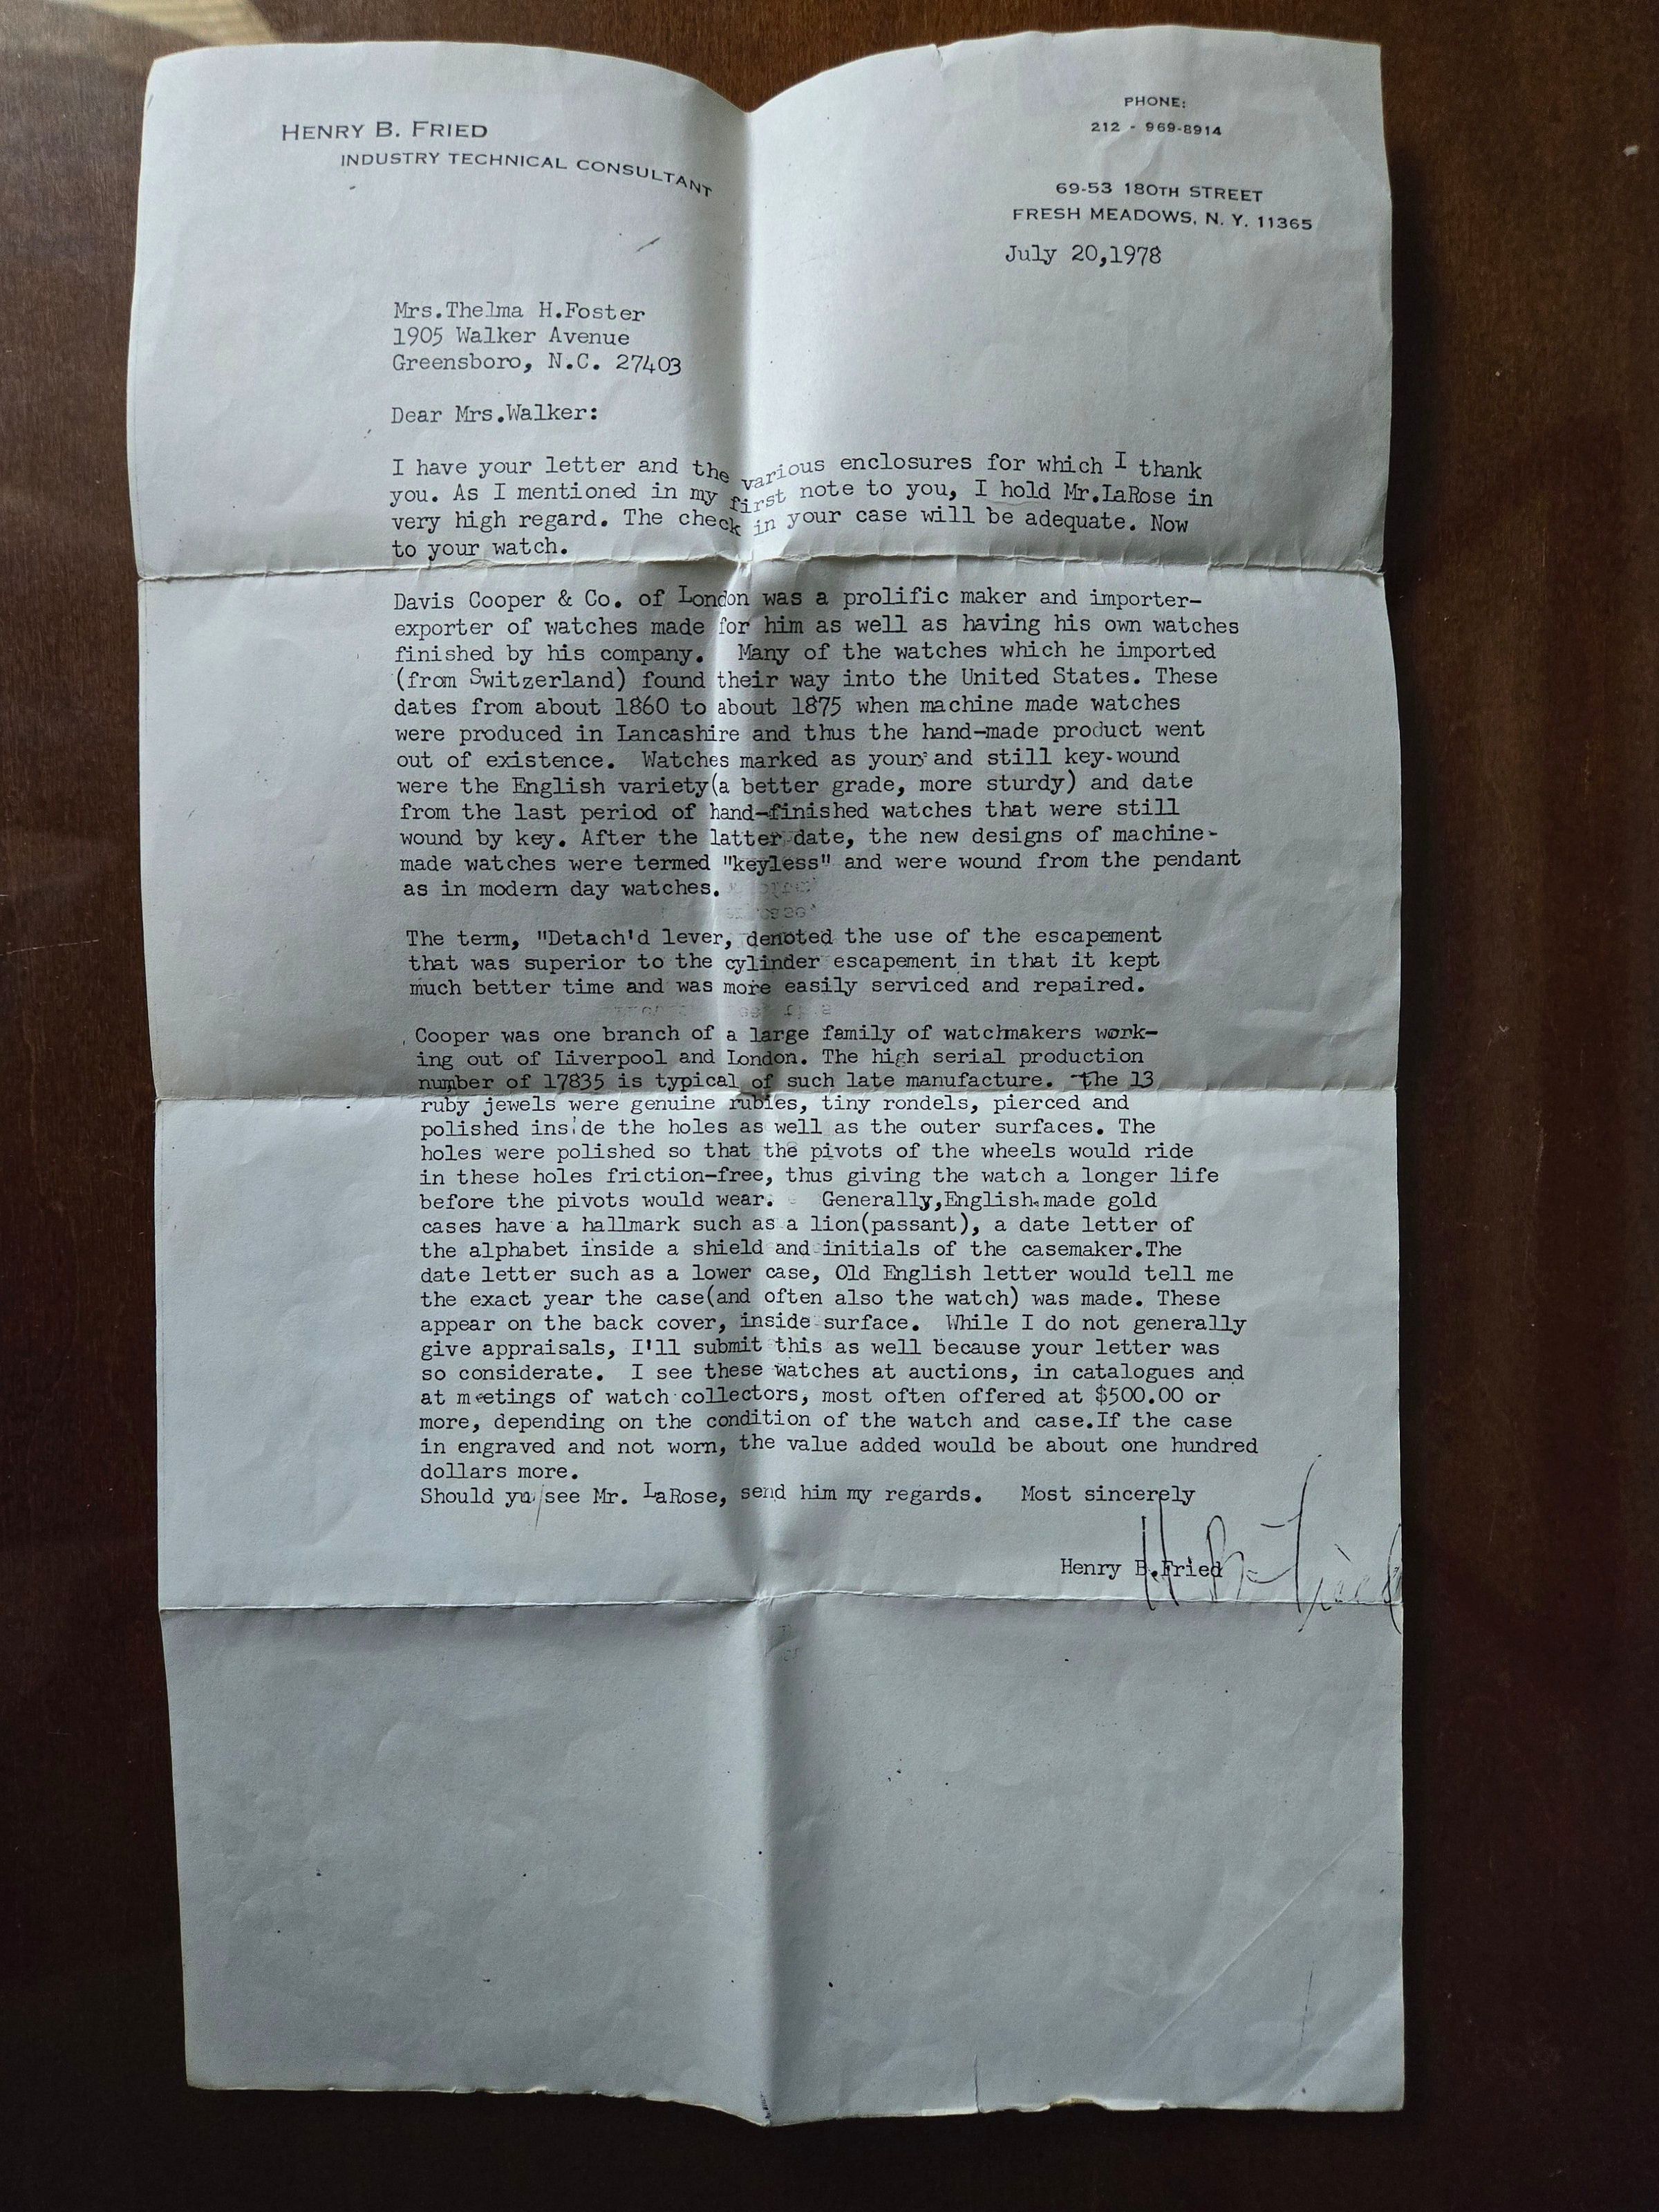 HENRY B. FRIED
INDUSTRY TECHNICAL CONSULTANT
PHONE:
212 - 969-8914
69-53 180TH STREET
FRESH MEADOWS, N. Y. 11365
July 20,1978
Mrs.Thelma H.Foster
1905 Walker Avenue
Greensboro, N.C. 27403
Dear Mrs.Walker:
I have your letter and the various enclosures for which I thank
you. As I mentioned in my first note to you, I hold Mr.LaRose in
very high regard. The check in your case will be adequate. Now
to your watch.
Davis Cooper & Co. of London was a prolific maker and importer-
exporter of watches made for him as well as having his own watches
finished by his company. Many of the watches which he imported
(from Switzerland) found their way into the United States. These
dates from about 1860 to about 1875 when machine made watches
were produced in Lancashire and thus the hand-made product went
out of existence. Watches marked as yours and still key-wound
were the English variety(a better grade, more sturdy) and date
from the last period of hand-finished watches that were still
wound by key. After the latter date, the new designs of machine-
made watches were termed "keyless" and were wound from the pendant
as in modern day watches.
The term, "Detach'd lever, denoted the use of the escapement
that was superior to the cylinder escapement in that it kept
much better time and was more easily serviced and repaired.
Cooper was one branch of a large family of watchmakers work-
ing out of Liverpool and London. The high serial production
number of 17835 is typical of such late manufacture. The 13
ruby jewels were genuine rubies, tiny rondels, pierced and
polished inside the holes as well as the outer surfaces. The
holes were polished so that the pivots of the wheels would ride
in these holes friction-free, thus giving the watch a longer life
before the pivots would wear. Generally,English made gold
cases have a hallmark such as a lion(passant), a date letter of
the alphabet inside a shield and initials of the casemaker.The
date letter such as a lower case, Old English letter would tell me
the exact year the case(and often also the watch) was made. These
appear on the back cover, inside surface. While I do not generally
give appraisals, I'll submit this as well because your letter was
so considerate. I see these watches at auctions, in catalogues and
at meetings of watch collectors, most often offered at $500.00 or
more, depending on the condition of the watch and case.If the case
in engraved and not worn, the value added would be about one hundred
dollars more.
Should yu/see Mr. LaRose, send him my regards. Most sincerely
Henry B.Fried
H B Fried